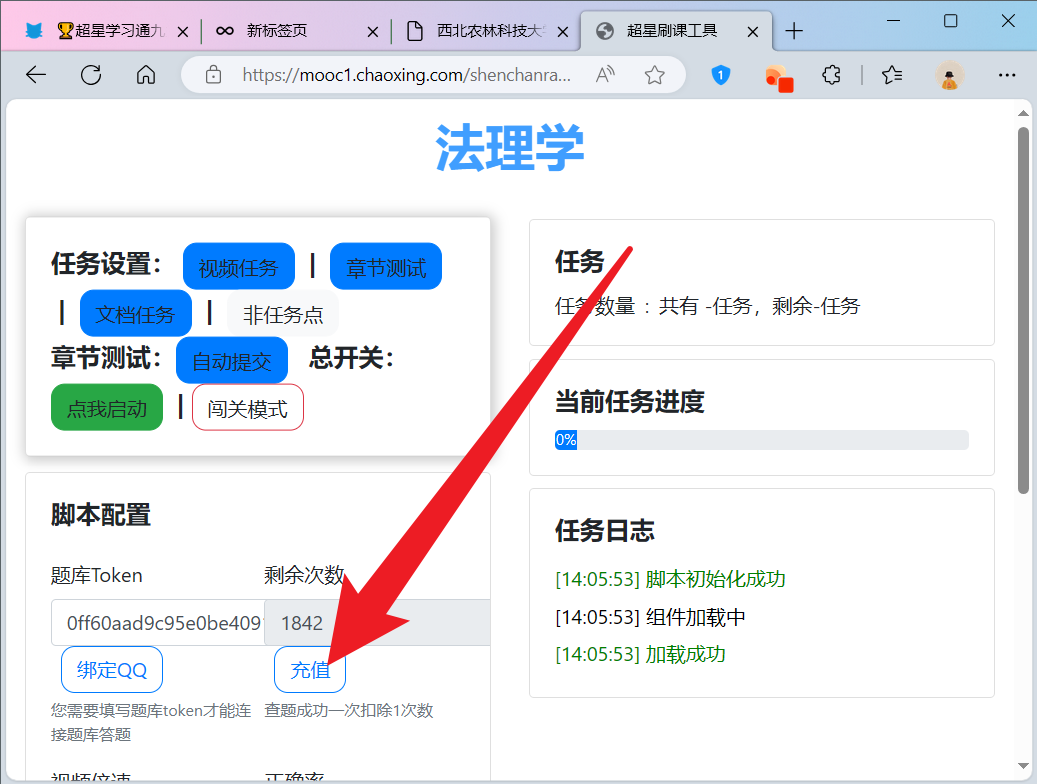 超星学习通九
新标签页
西北农林科技大
超星刷课工具
https://mooc1.chaoxing.com/shenchanra...
1
法理学
任务设置： 视频任务 | 章节测试
| 文档任务 | 非任务点
章节测试： 自动提交 总开关：
点我启动 | 闯关模式
脚本配置
题库Token 剩余次数
0ff60aad9c95e0be409 1842
绑定QQ 充值
您需要填写题库token才能连接题库答题
查题成功一次扣除1次数
视频倍速 正确率
任务
任务数量 ：共有 -任务，剩余-任务
当前任务进度
0%
任务日志
[14:05:53] 脚本初始化成功
[14:05:53] 组件加载中
[14:05:53] 加载成功